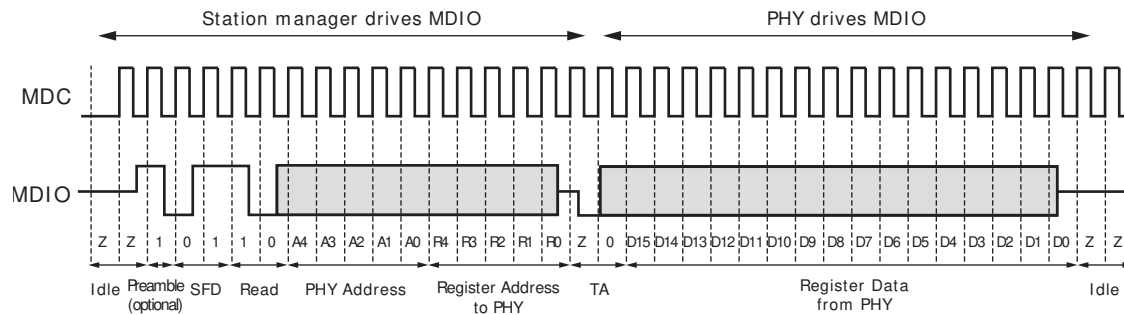 Station manager drives MDIO PHY drives MDIO
MDC
MDIO
Z Z 1 0 1 1 0 A4 A3 A2 A1 A0 R4 R3 R2 R1 R0 Z 0 D15 D14 D13 D12 D11 D10 D9 D8 D7 D6 D5 D4 D3 D2 D1 D0 Z Z
Idle Preamble (optional) SFD Read PHY Address Register Address to PHY TA Register Data from PHY Idle